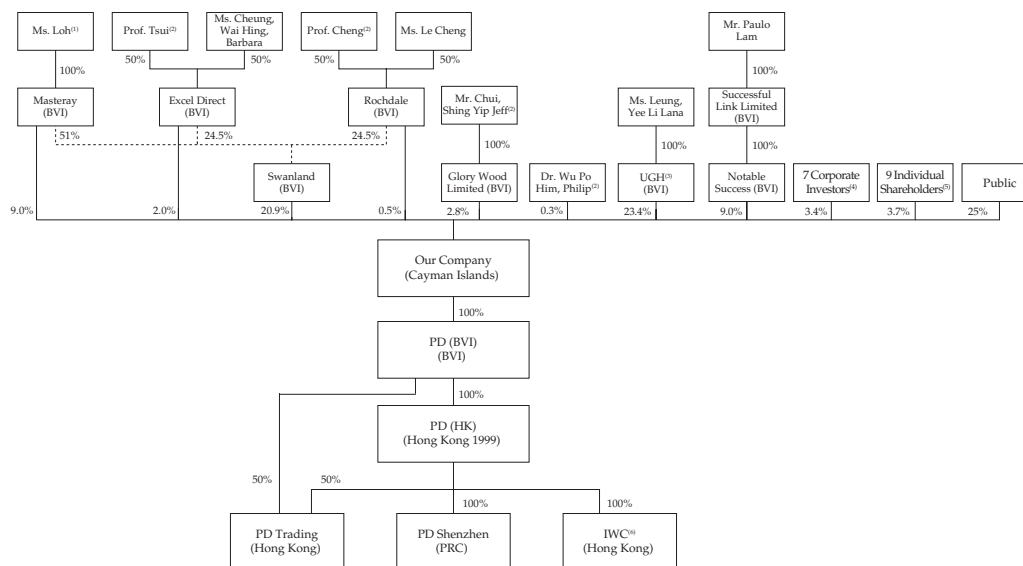 Ms. Loh(1)
Prof. Tsui(2)
Ms. Cheung,
Wai Hing,
Barbara
Prof. Cheng(2)
Ms. Le Cheng
Mr. Paulo
Lam
100%
50%
50%
50%
50%
100%
Masteray
(BVI)
Excel Direct
(BVI)
Rochdale
(BVI)
Mr. Chui,
Shing Yip Jeff(2)
Ms. Leung,
Yee Li Lana
Successful
Link Limited
(BVI)
51%
24.5%
24.5%
100%
100%
100%
Swanland
(BVI)
Glory Wood
Limited (BVI)
Dr. Wu Po
Him, Philip(2)
UGH(3)
(BVI)
Notable
Success (BVI)
7 Corporate
Investors(4)
9 Individual
Shareholders(5)
Public
9.0%
2.0%
20.9%
0.5%
2.8%
0.3%
23.4%
9.0%
3.4%
3.7%
25%
Our Company
(Cayman Islands)
100%
PD (BVI)
(BVI)
100%
PD (HK)
(Hong Kong 1999)
50%
50%
100%
100%
PD Trading
(Hong Kong)
PD Shenzhen
(PRC)
IWC(6)
(Hong Kong)